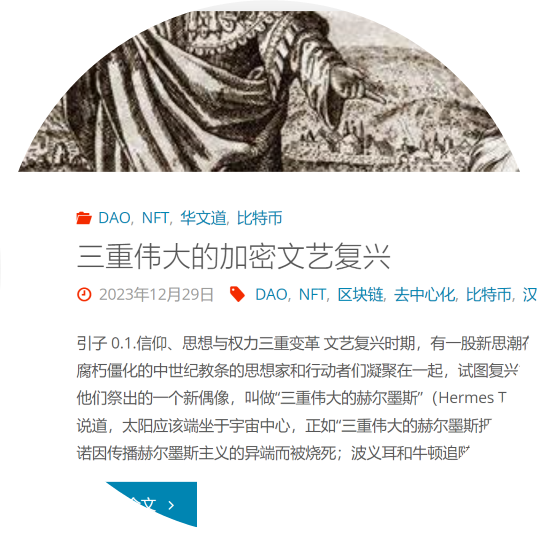 DAO, NFT, 华文道, 比特币
三重伟大的加密文艺复兴
2023年12月29日 DAO, NFT, 区块链, 去中心化, 比特币, 汉
引子 0.1.信仰、思想与权力三重变革 文艺复兴时期，有一股新思潮
腐朽僵化的中世纪教条的思想家和行动者们凝聚在一起，试图复兴
他们祭出的一个新偶像，叫做“三重伟大的赫尔墨斯”（Hermes T
说道，太阳应该端坐于宇宙中心，正如“三重伟大的赫尔墨斯
诺因传播赫尔墨斯主义的异端而被烧死；波义耳和牛顿追
文